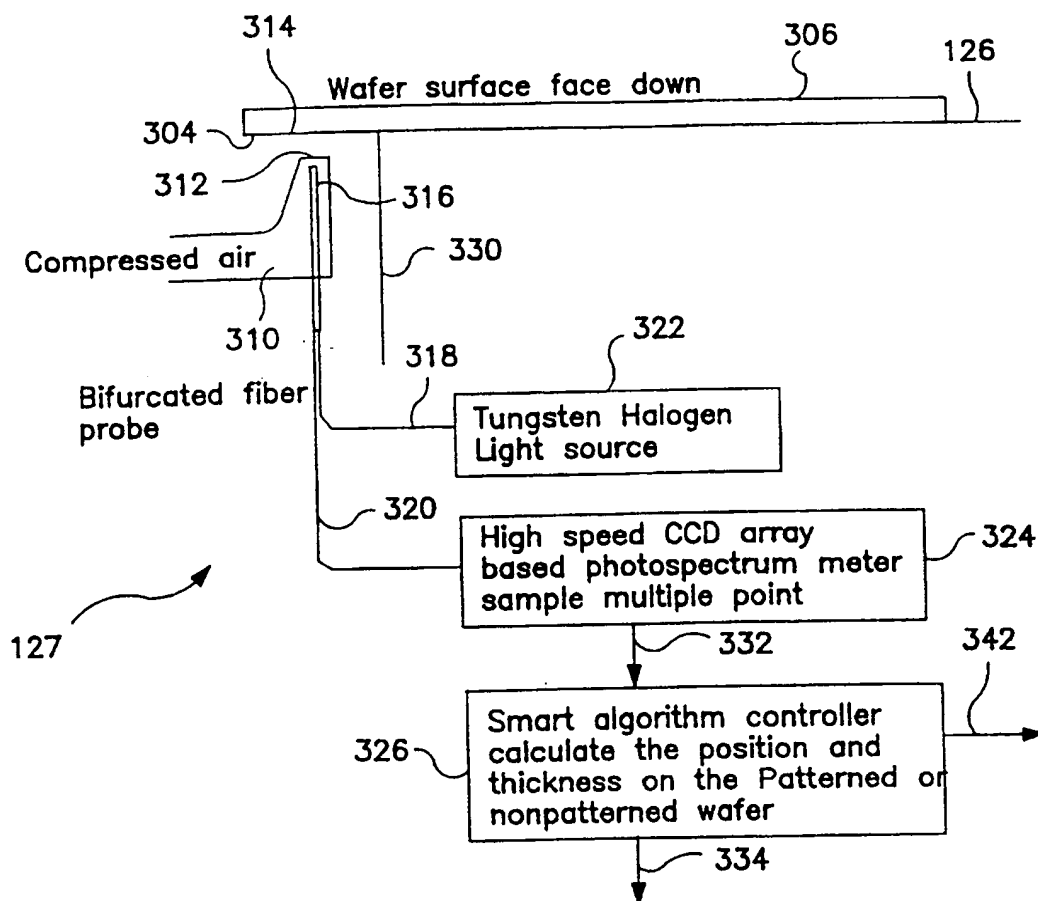 314
306
126
Wafer surface face down
304
312
316
Compressed air
330
310
322
318
Bifurcated fiber
probe
Tungsten Halogen
Light source
320
High speed CCD array
based photospectrum meter
sample multiple point
324
127
332
342
Smart algorithm controller
calculate the position and
thickness on the Patterned or
nonpatterned wafer
326
334